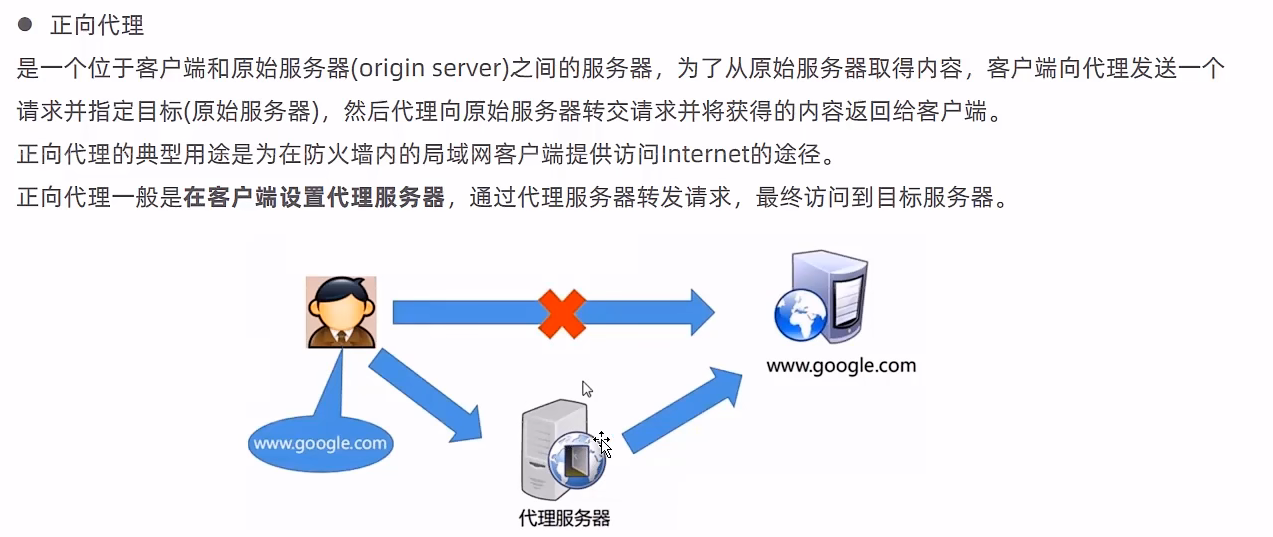 正向代理
是一个位于客户端和原始服务器(origin server)之间的服务器，为了从原始服务器取得内容，客户端向代理发送一个
请求并指定目标(原始服务器)，然后代理向原始服务器转交请求并将获得的内容返回给客户端。
正向代理的典型用途是为在防火墙内的局域网客户端提供访问Internet的途径。
正向代理一般是在客户端设置代理服务器，通过代理服务器转发请求，最终访问到目标服务器。
www.google.com
www.google.com
代理服务器